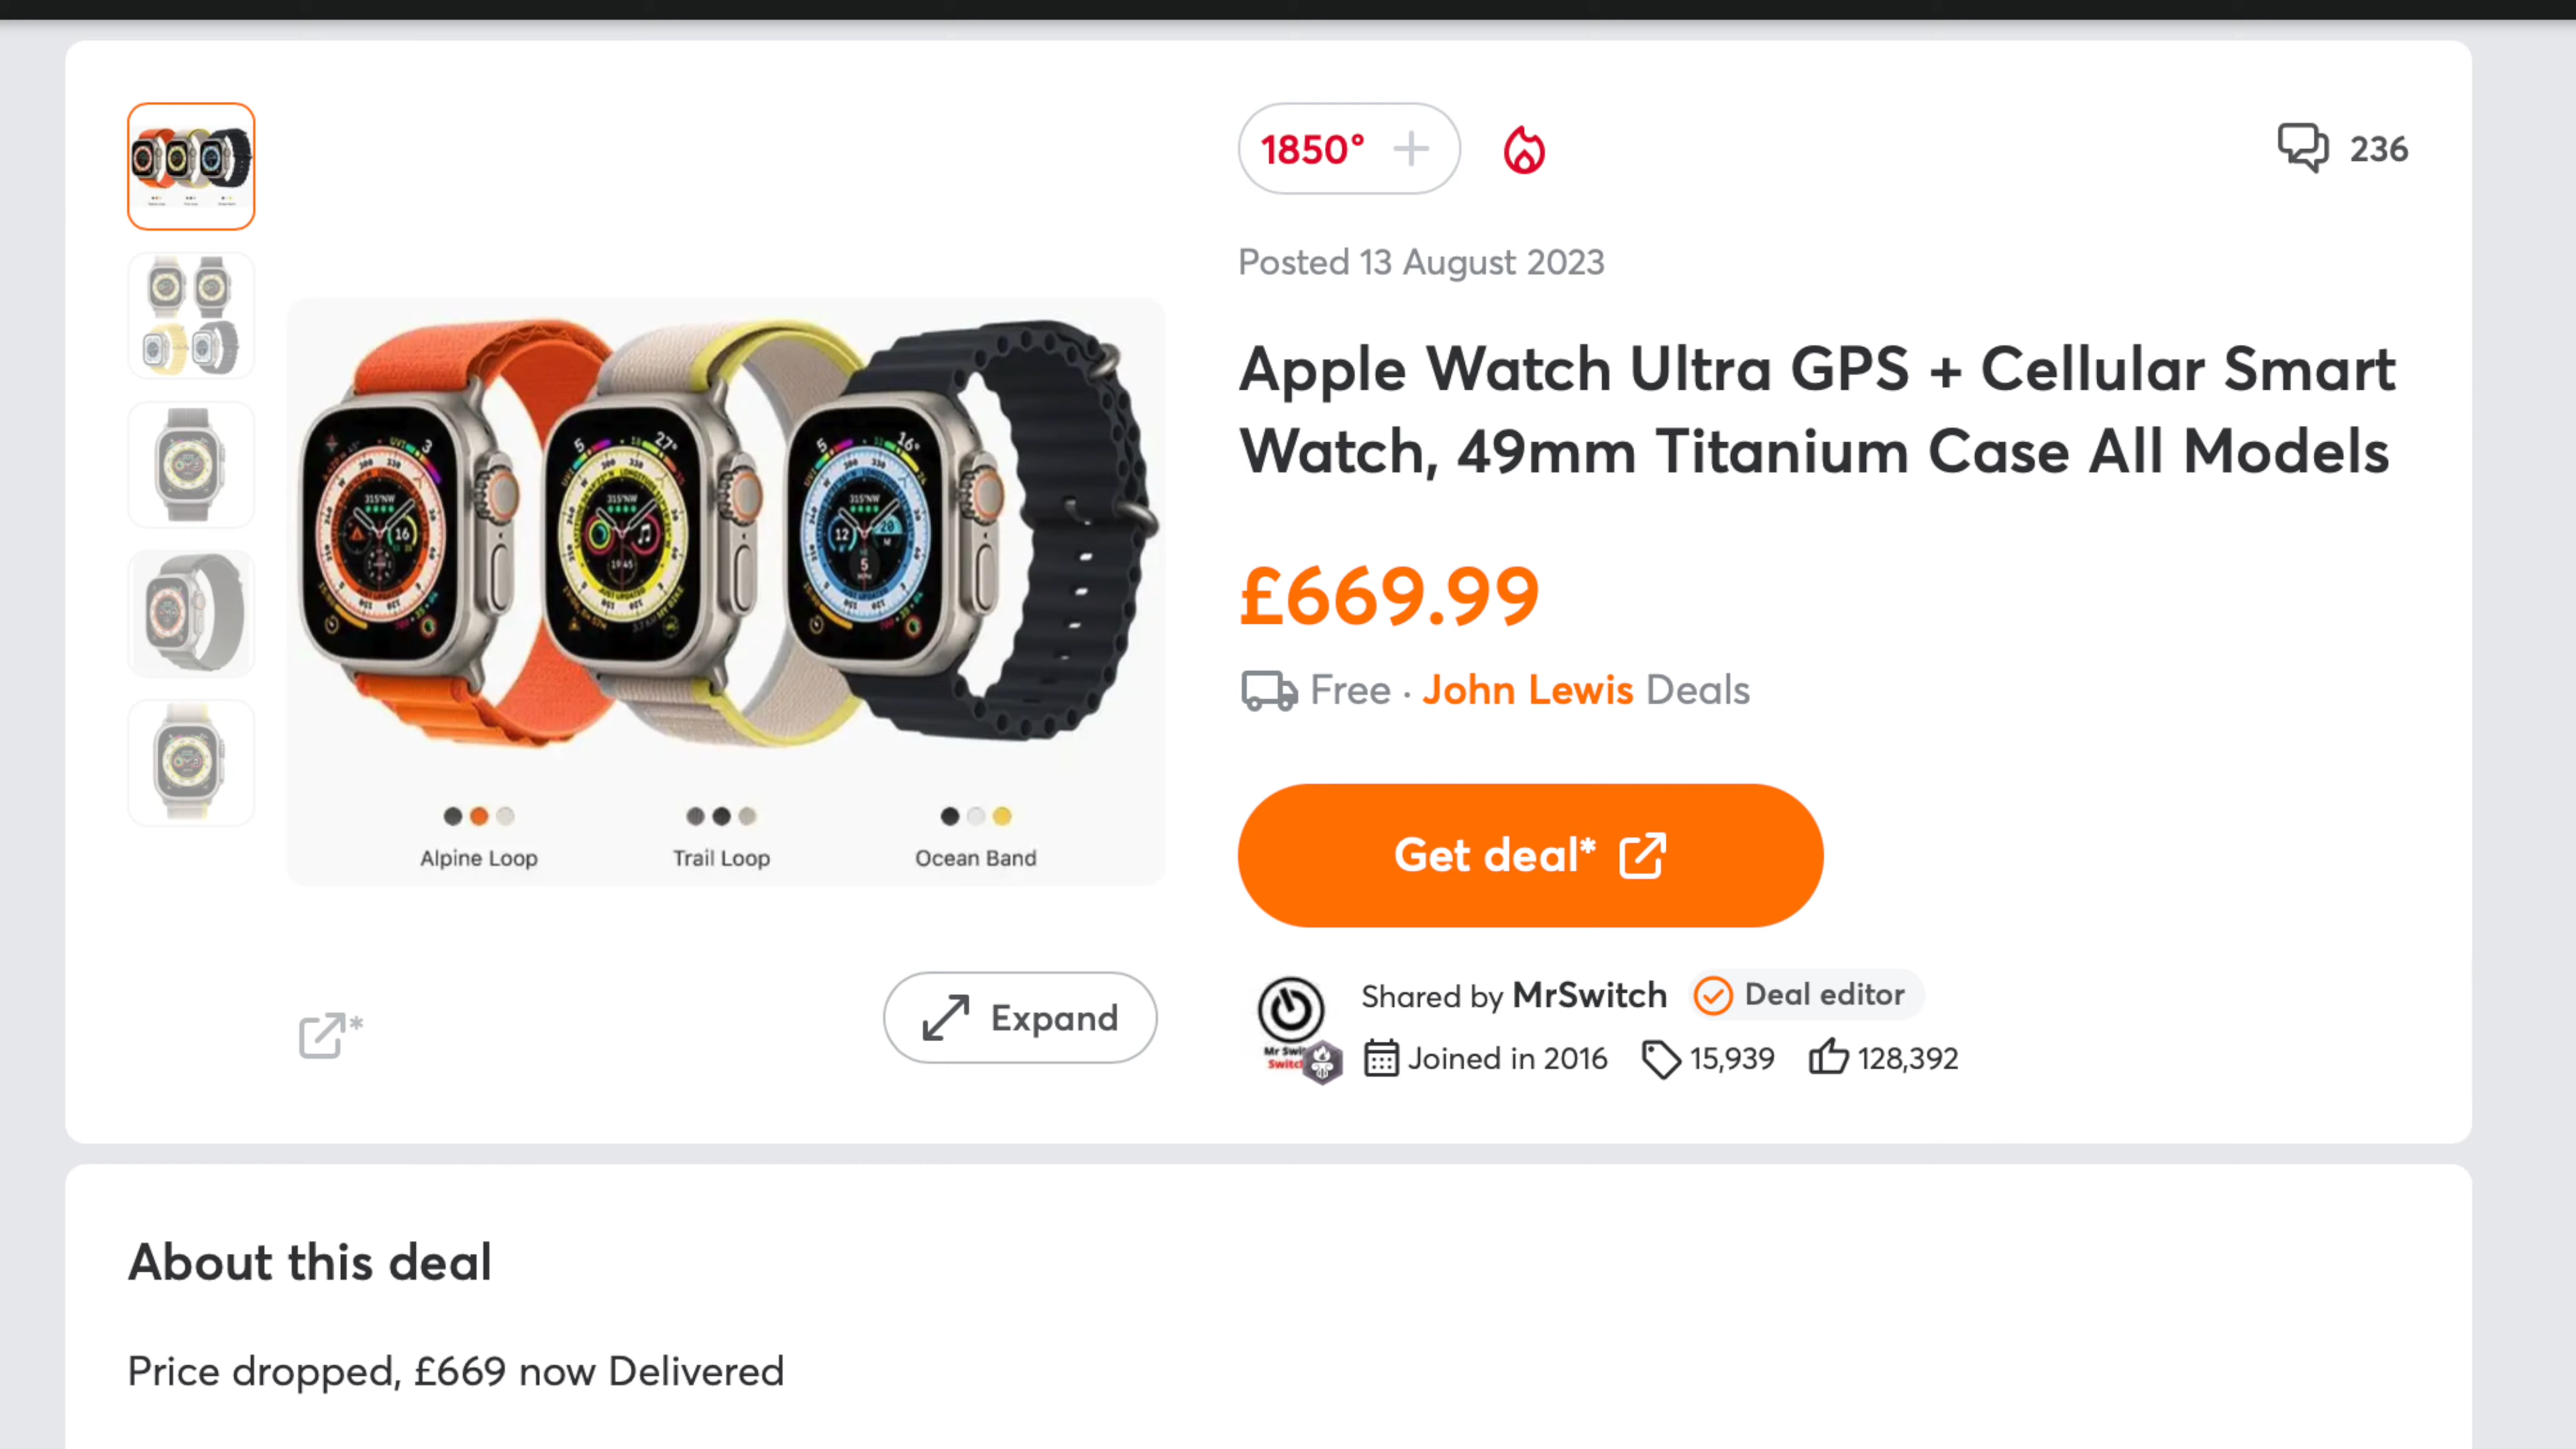 1850°
236
Posted 13 August 2023
Apple Watch Ultra GPS + Cellular Smart
Watch, 49mm Titanium Case All Models
£669.99
Free · John Lewis Deals
Get deal*
Alpine Loop
Trail Loop
Ocean Band
*
Expand
Shared by MrSwitch Deal editor
Joined in 2016 15,939 128,392
About this deal
Price dropped, £669 now Delivered